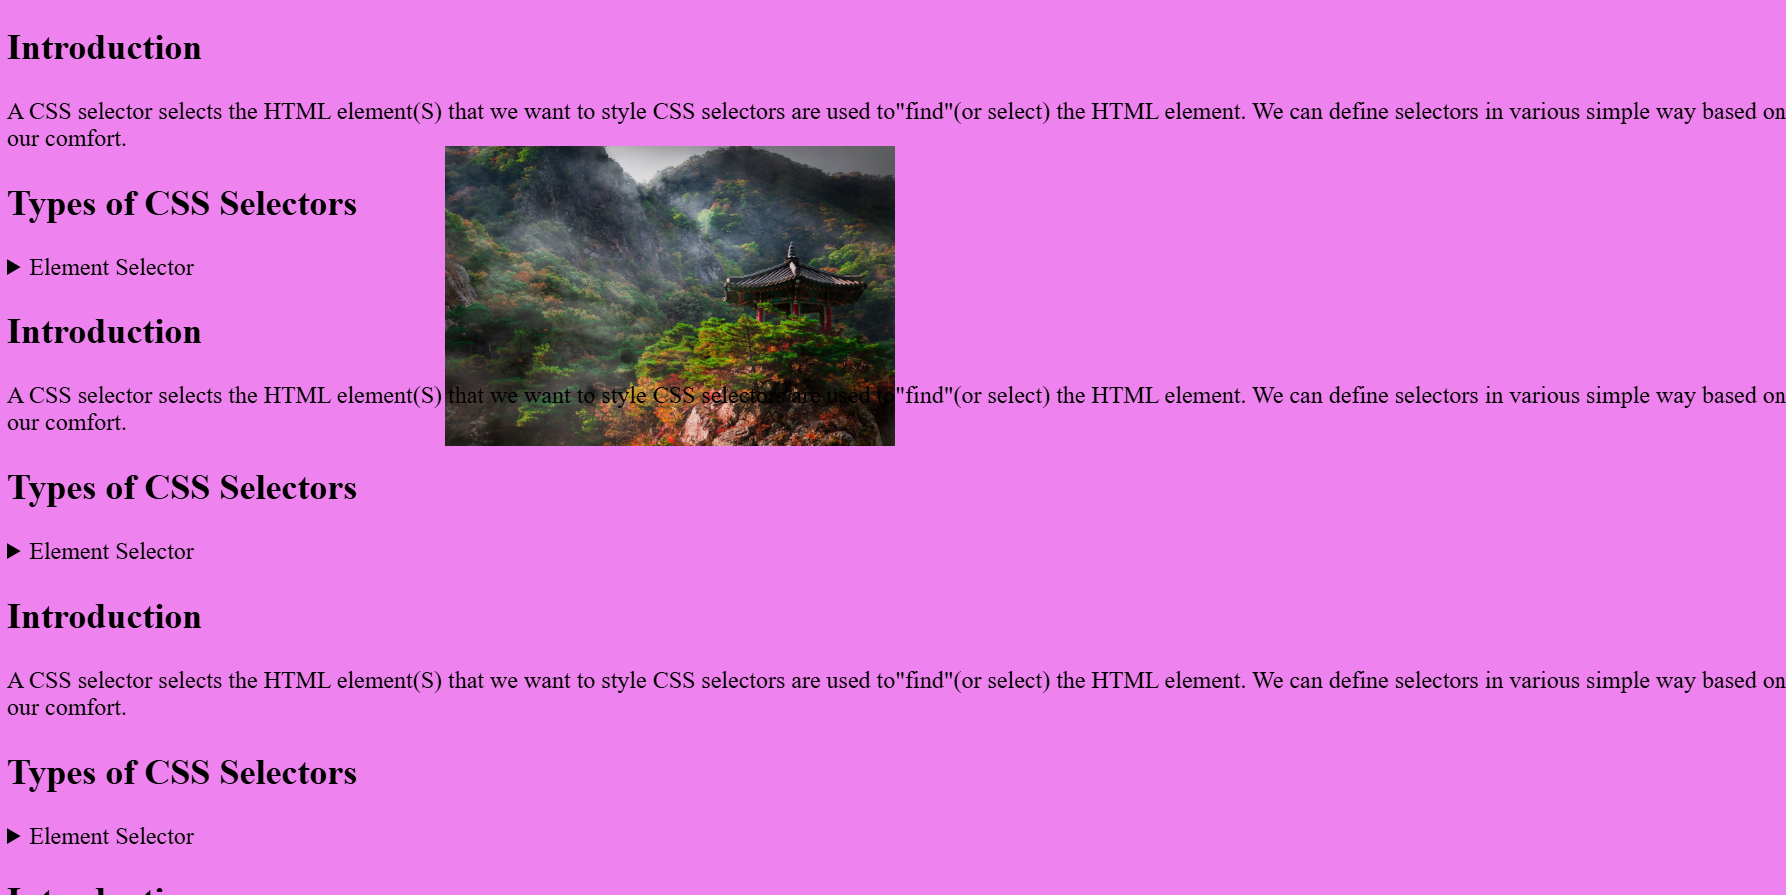 Introduction
A CSS selector selects the HTML element(S) that we want to style CSS selectors are used to"find"(or select) the HTML element. We can define selectors in various simple way based on
our comfort.
Types of CSS Selectors
Element Selector
Introduction
A CSS selector selects the HTML element(S) that we want to style CSS selectors are used to"find"(or select) the HTML element. We can define selectors in various simple way based on
our comfort.
Types of CSS Selectors
Element Selector
Introduction
A CSS selector selects the HTML element(S) that we want to style CSS selectors are used to"find"(or select) the HTML element. We can define selectors in various simple way based on
our comfort.
Types of CSS Selectors
Element Selector